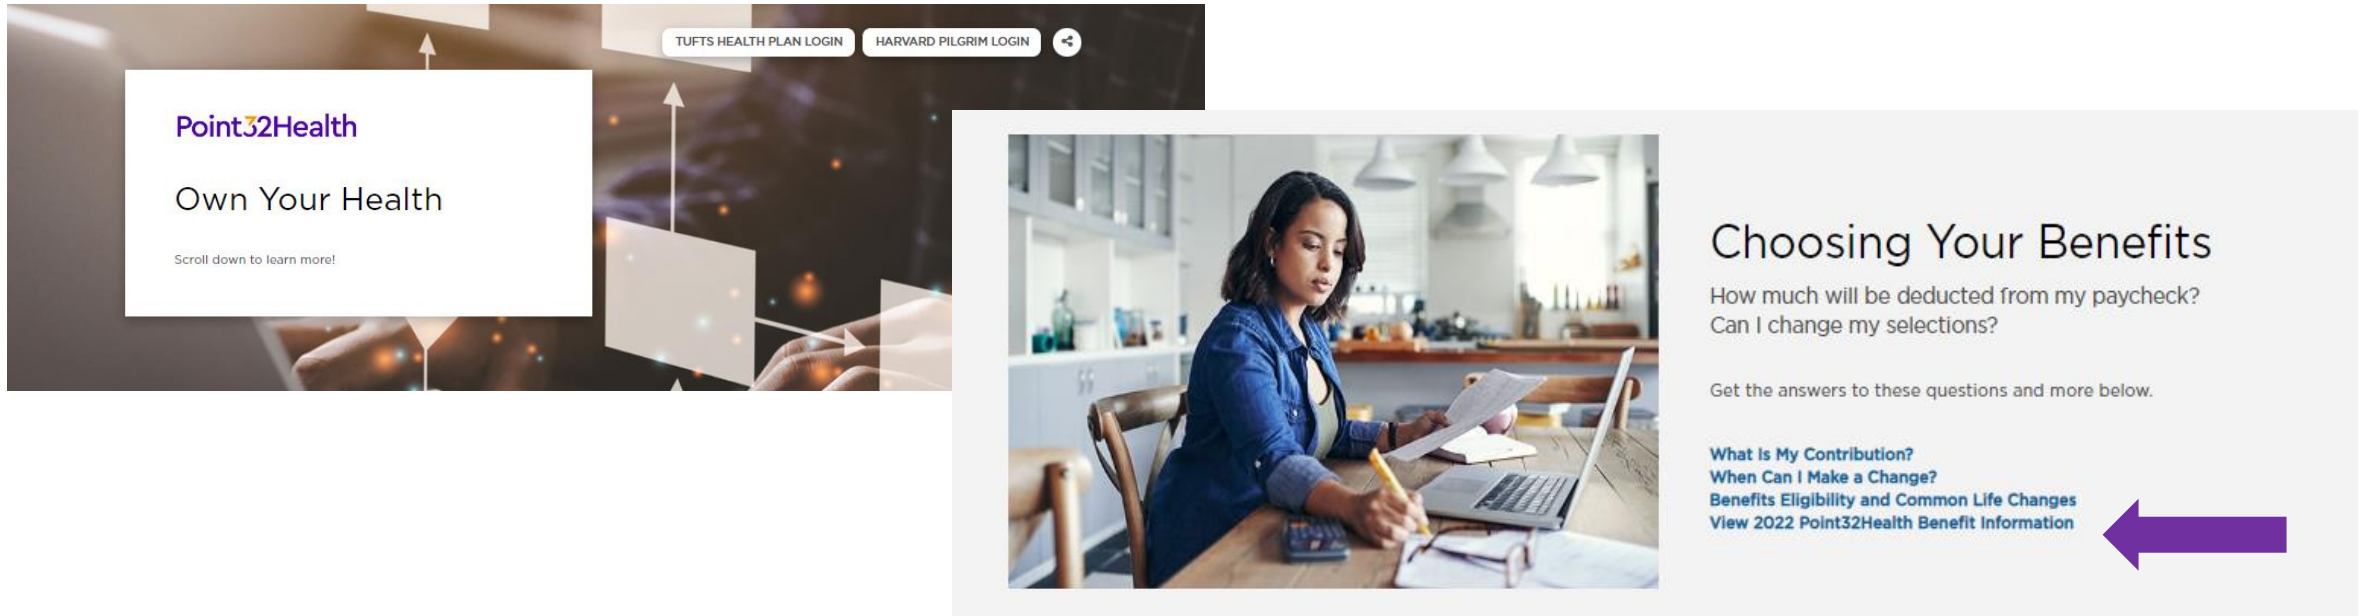 TUFTS HEALTH PLAN LOGIN
HARVARD PILGRIM LOGIN
Point32Health
Own Your Health
Scroll down to learn more!
Choosing Your Benefits
How much will be deducted from my paycheck?
Can I change my selections?
Get the answers to these questions and more below.
What Is My Contribution?
When Can I Make a Change?
Benefits Eligibility and Common Life Changes
View 2022 Point32Health Benefit Information